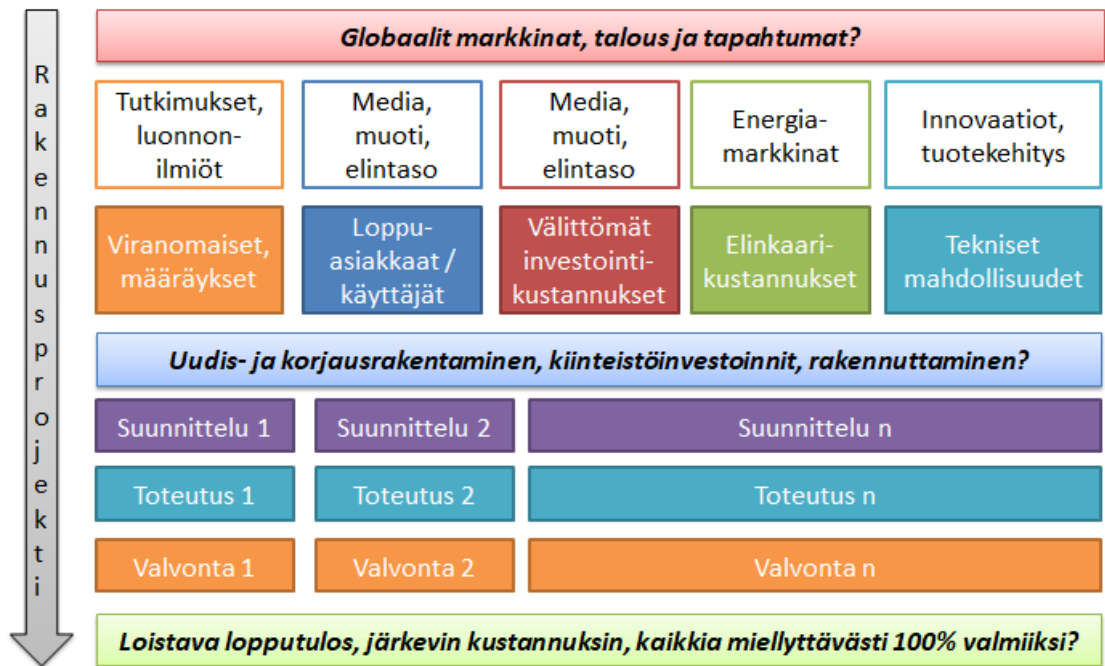 Rakennusprojekti
Globaalit markkinat, talous ja tapahtumat?
Tutkimukset,
luonnon-
ilmiöt
Media,
muoti,
elintaso
Media,
muoti,
elintaso
Energia-
markkinat
Innovaatiot,
tuotekehitys
Viranomaiset,
määräykset
Loppu-
asiakkaat /
käyttäjät
Välittömät
investointi-
kustannukset
Elinkaari-
kustannukset
Tekniset
mahdollisuudet
Uudis- ja korjausrakentaminen, kiinteistöinvestoinnit, rakennuttaminen?
Suunnittelu 1
Suunnittelu 2
Suunnittelu n
Toteutus 1
Toteutus 2
Toteutus n
Valvonta 1
Valvonta 2
Valvonta n
Loistava lopputulos, järkevin kustannuksin, kaikkia miellyttävästi 100% valmiiksi?